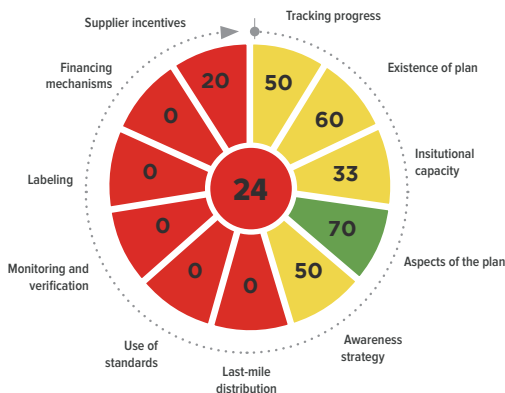 Tracking progress
50
Existence of plan
60
Insitutional
capacity
33
Aspects of the plan
70
Awareness
strategy
50
Last-mile
distribution
0
Use of
standards
0
Monitoring and
verification
0
Labeling
0
Financing
mechanisms
0
Supplier incentives
20
24